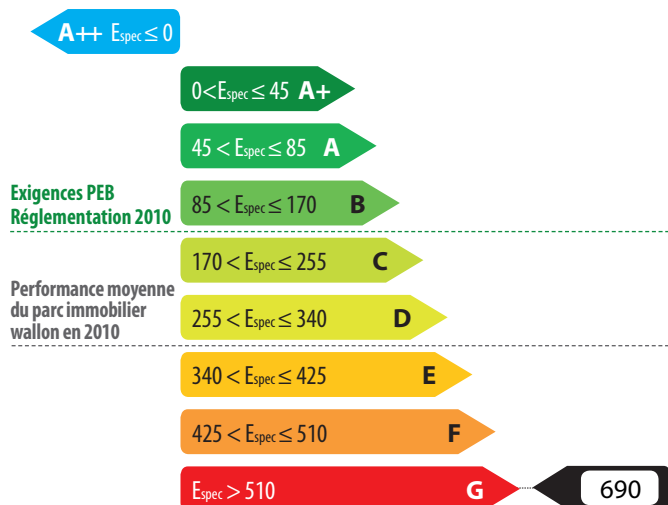 A++ Espec ≤ 0
0<Espec ≤ 45 A+
45 < Espec ≤ 85 A
Exigences PEB
Réglementation 2010
85 < Espec ≤ 170 B
170 < Espec ≤ 255 C
Performance moyenne
du parc immobilier
wallon en 2010
255 < Espec ≤ 340 D
340 < Espec ≤ 425 E
425 < Espec ≤ 510 F
Espec > 510 G 690